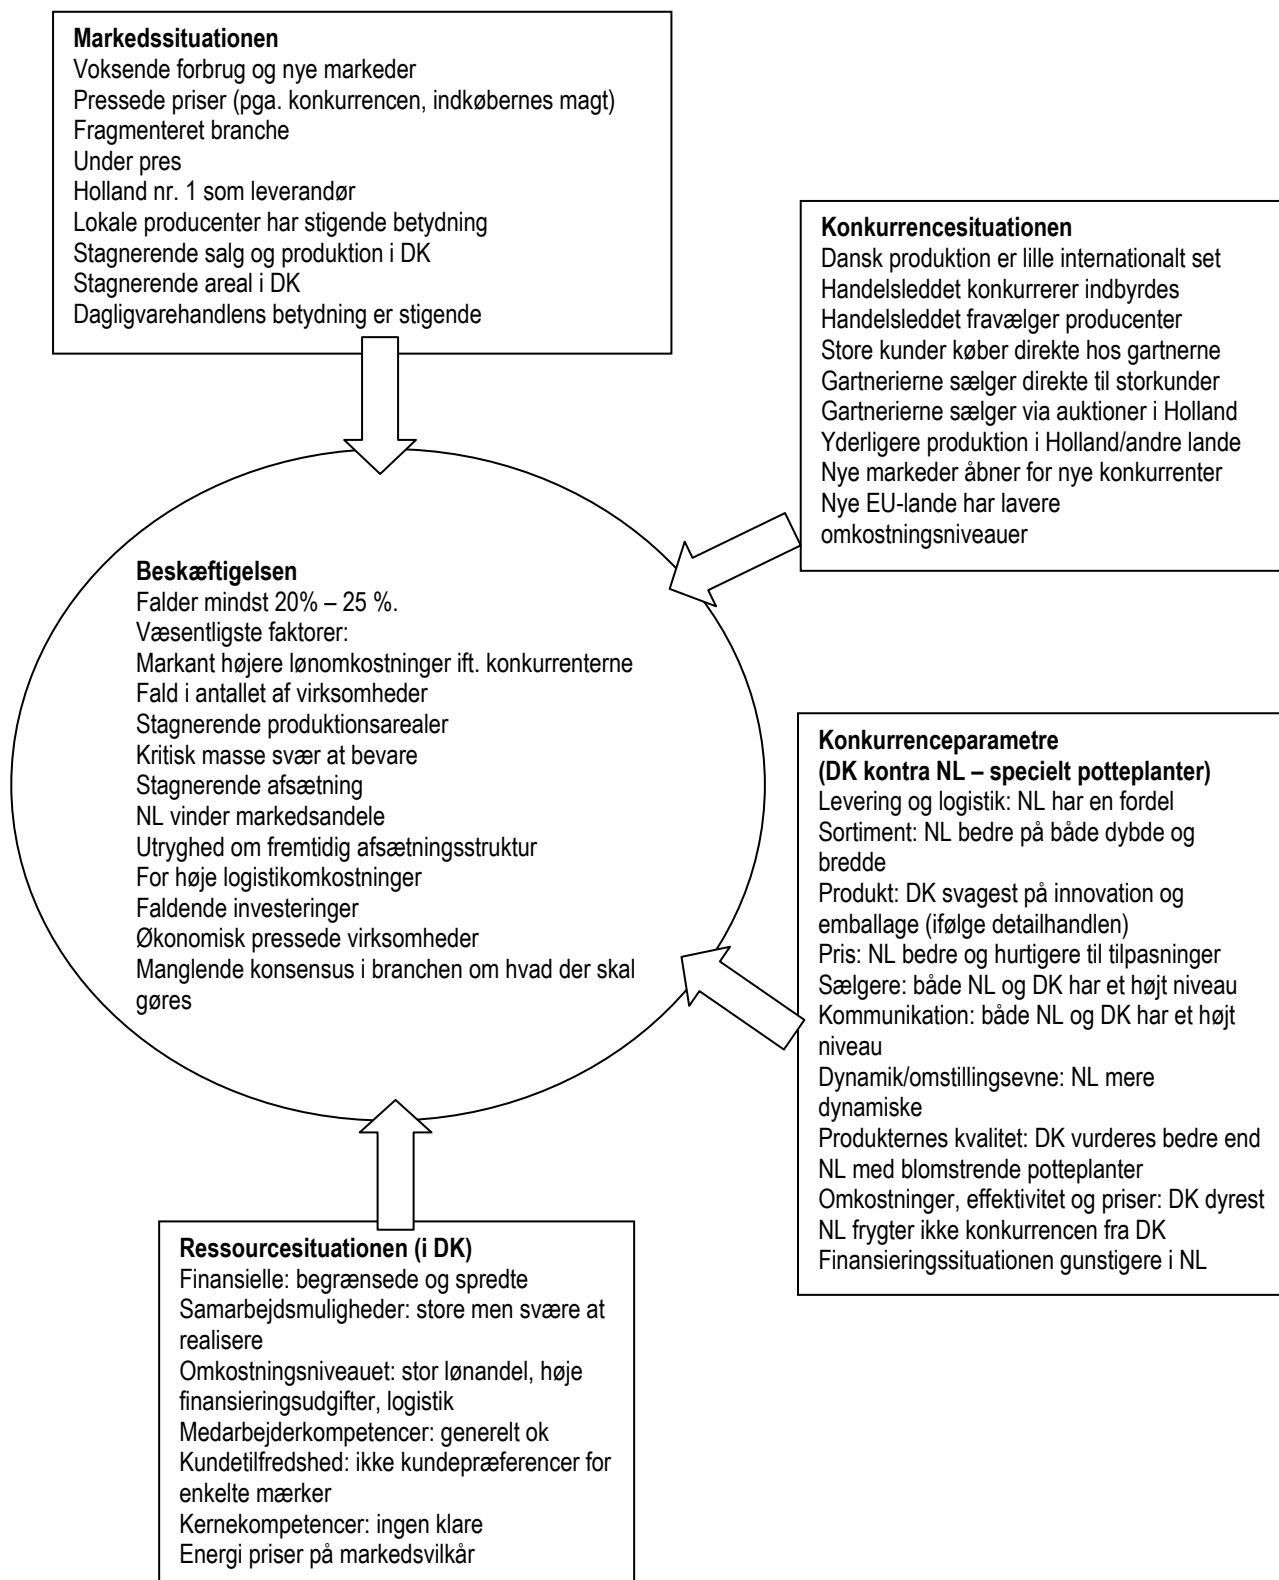 Markedssituationen
Voksende forbrug og nye markeder
Pressede priser (pga. konkurrencen, indkøbernes magt)
Fragmenteret branche
Under pres
Holland nr. 1 som leverandør
Lokale producenter har stigende betydning
Stagnerende salg og produktion i DK
Stagnerende areal i DK
Dagligvarehandlens betydning er stigende
Konkurrencesituationen
Dansk produktion er lille internationalt set
Handelsleddet konkurrerer indbyrdes
Handelsleddet fravælger producenter
Store kunder køber direkte hos gartnerne
Gartnerierne sælger direkte til storkunder
Gartnerierne sælger via auktioner i Holland
Yderligere produktion i Holland/andre lande
Nye markeder åbner for nye konkurrenter
Nye EU-lande har lavere
omkostningsniveauer
Beskæftigelsen
Falder mindst 20% – 25 %.
Væsentligste faktorer:
Markant højere lønomkostninger ift. konkurrenterne
Fald i antallet af virksomheder
Stagnerende produktionsarealer
Kritisk masse svær at bevare
Stagnerende afsætning
NL vinder markedsandele
Utryghed om fremtidig afsætningsstruktur
For høje logistikomkostninger
Faldende investeringer
Økonomisk pressede virksomheder
Manglende konsensus i branchen om hvad der skal
gøres
Konkurrenceparametre
(DK kontra NL – specielt potteplanter)
Levering og logistik: NL har en fordel
Sortiment: NL bedre på både dybde og
bredde
Produkt: DK svagest på innovation og
emballage (ifølge detailhandlen)
Pris: NL bedre og hurtigere til tilpasninger
Sælgere: både NL og DK har et højt niveau
Kommunikation: både NL og DK har et højt
niveau
Dynamik/omstillingsevne: NL mere
dynamiske
Produkternes kvalitet: DK vurderes bedre end
NL med blomstrende potteplanter
Omkostninger, effektivitet og priser: DK dyrest
NL frygter ikke konkurrencen fra DK
Finansieringssituationen gunstigere i NL
Ressourcesituationen (i DK)
Finansielle: begrænsede og spredte
Samarbejdsmuligheder: store men svære at
realisere
Omkostningsniveauet: stor lønandel, høje
finansieringsudgifter, logistik
Medarbejderkompetencer: generelt ok
Kundetilfredshed: ikke kundepræferencer for
enkelte mærker
Kernekompetencer: ingen klare
Energi priser på markedsvilkår